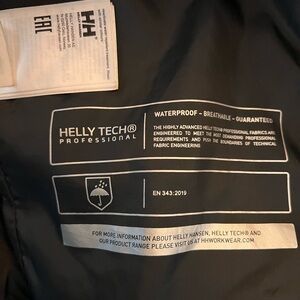 HH
HELLY HANSEN
EAC
HELLY TECH®
PROFESSIONAL
WATERPROOF - BREATHABLE - GUARANTEED
THE HIGHLY ADVANCED HELLY TECH® PROFESSIONAL FABRICS ARE
ENGINEERED TO MEET THE MOST DEMANDING PROFESSIONAL
REQUIREMENTS AND PUSH THE BOUNDARIES OF TECHNICAL
FABRIC ENGINEERING
EN 343:2019
FOR MORE INFORMATION ABOUT HELLY HANSEN, HELLY TECH® AND
OUR PRODUCT RANGE PLEASE VISIT US AT HHWORKWEAR.COM